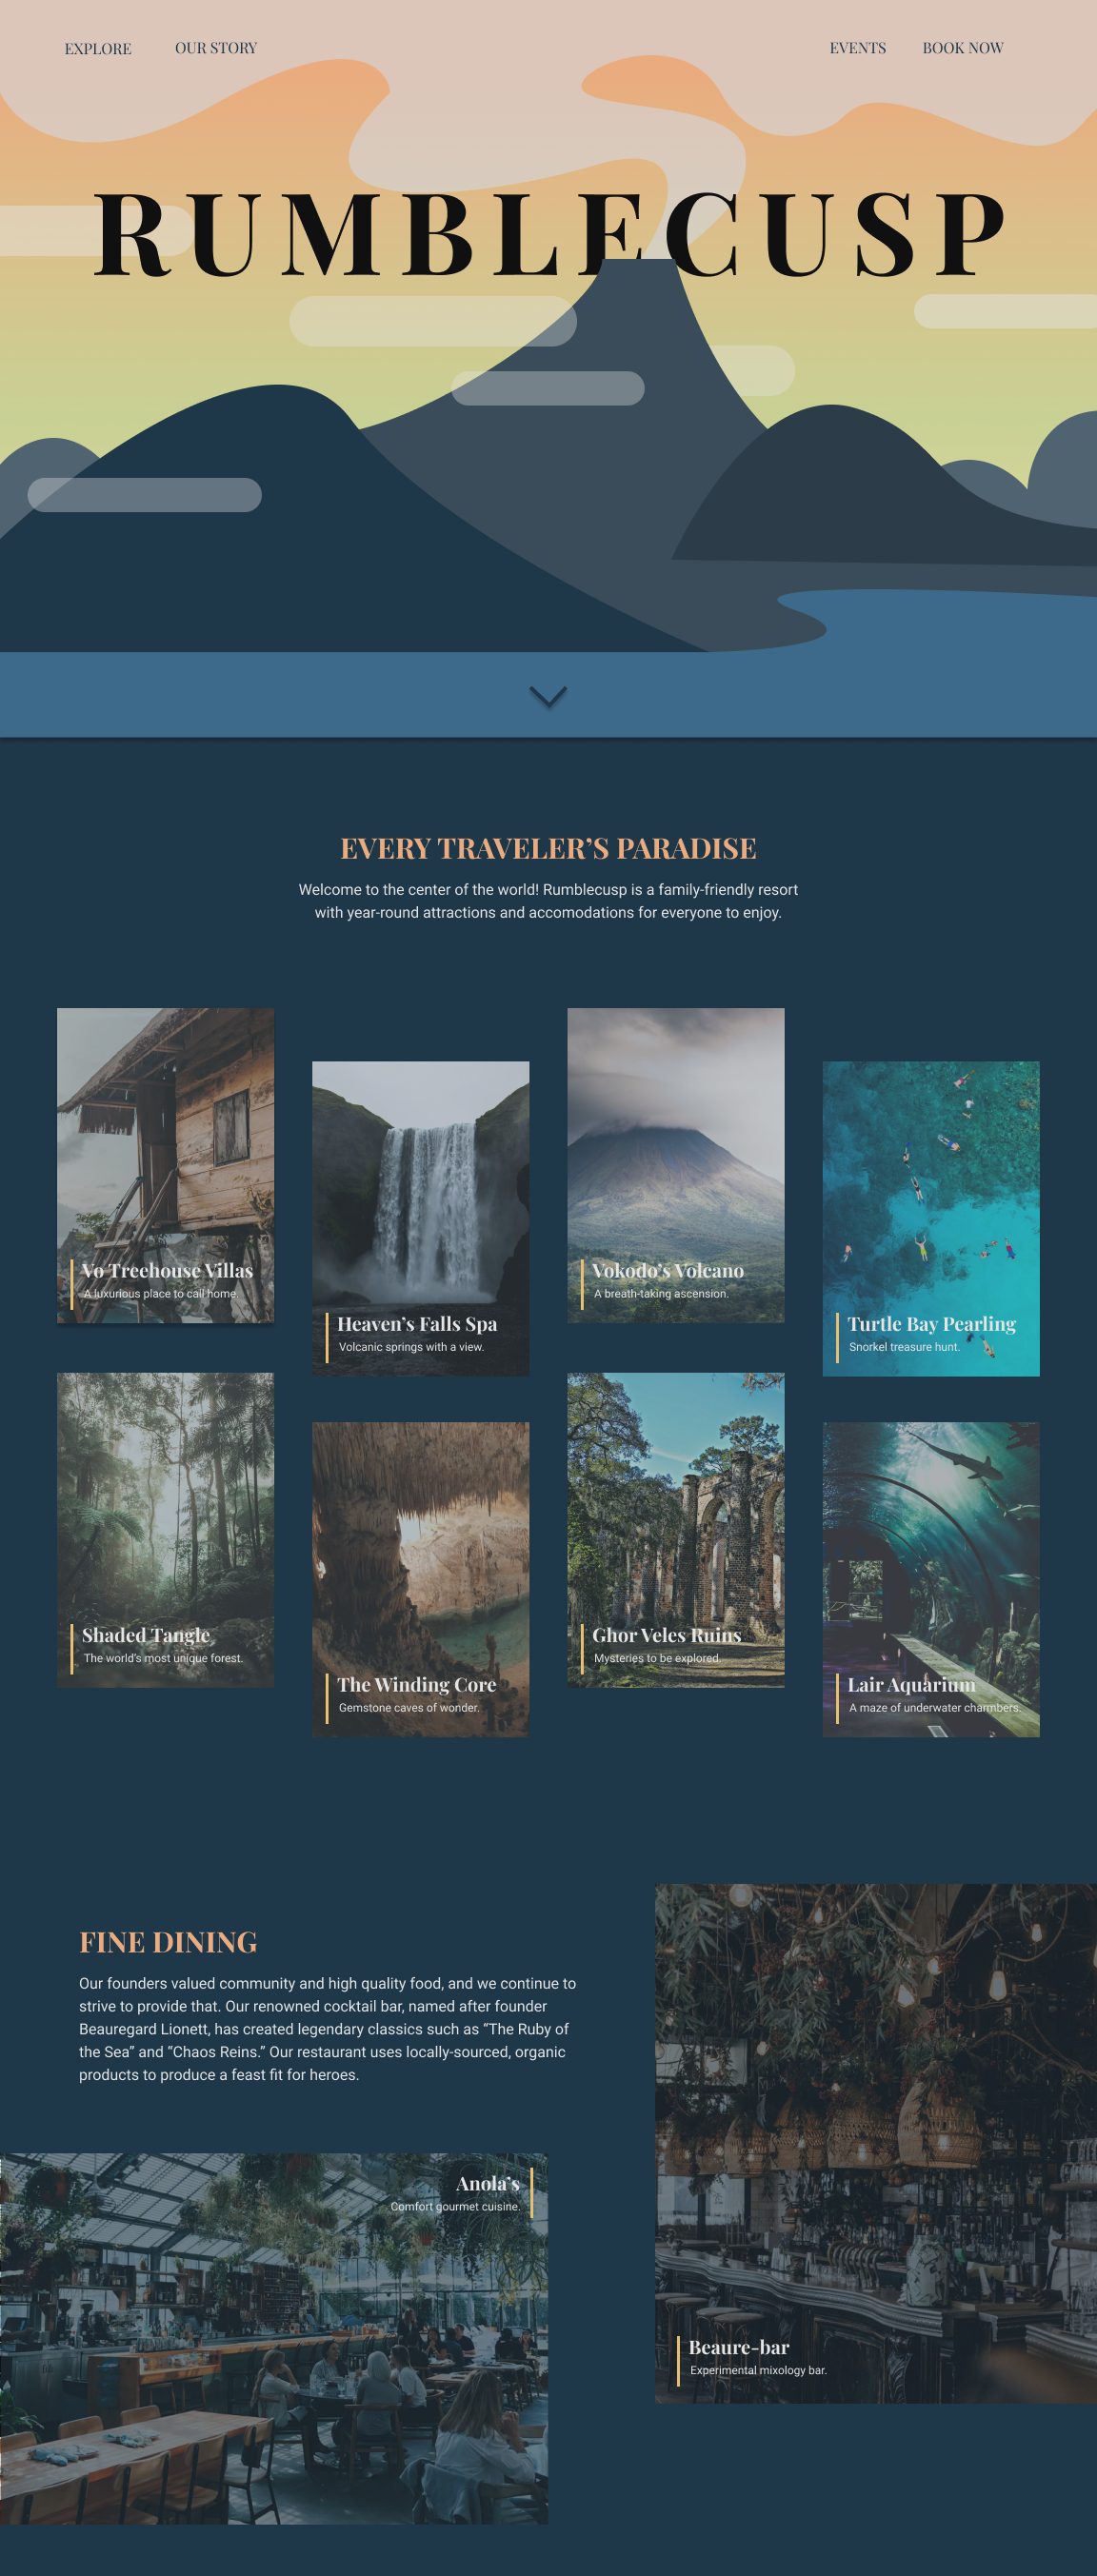 EXPLORE
OUR STORY
EVENTS
BOOK NOW
RUMBLECUSP
EVERY TRAVELER’S PARADISE
Welcome to the center of the world! Rumblecusp is a family-friendly resort
with year-round attractions and accomodations for everyone to enjoy.
Vo Treehouse Villas
A luxurious place to call home.
Heaven’s Falls Spa
Volcanic springs with a view.
Vokodo’s Volcano
A breath-taking ascension.
Turtle Bay Pearling
Snorkel treasure hunt.
Shaded Tangle
The world’s most unique forest.
The Winding Core
Gemstone caves of wonder.
Ghor Veles Ruins
Mysteries to be explored.
Lair Aquarium
A maze of underwater charmbers.
FINE DINING
Our founders valued community and high quality food, and we continue to
strive to provide that. Our renowned cocktail bar, named after founder
Beauregard Lionett, has created legendary classics such as “The Ruby of
the Sea” and “Chaos Reins.” Our restaurant uses locally-sourced, organic
products to produce a feast fit for heroes.
Anola’s
Comfort gourmet cuisine.
Beaure-bar
Experimental mixology bar.